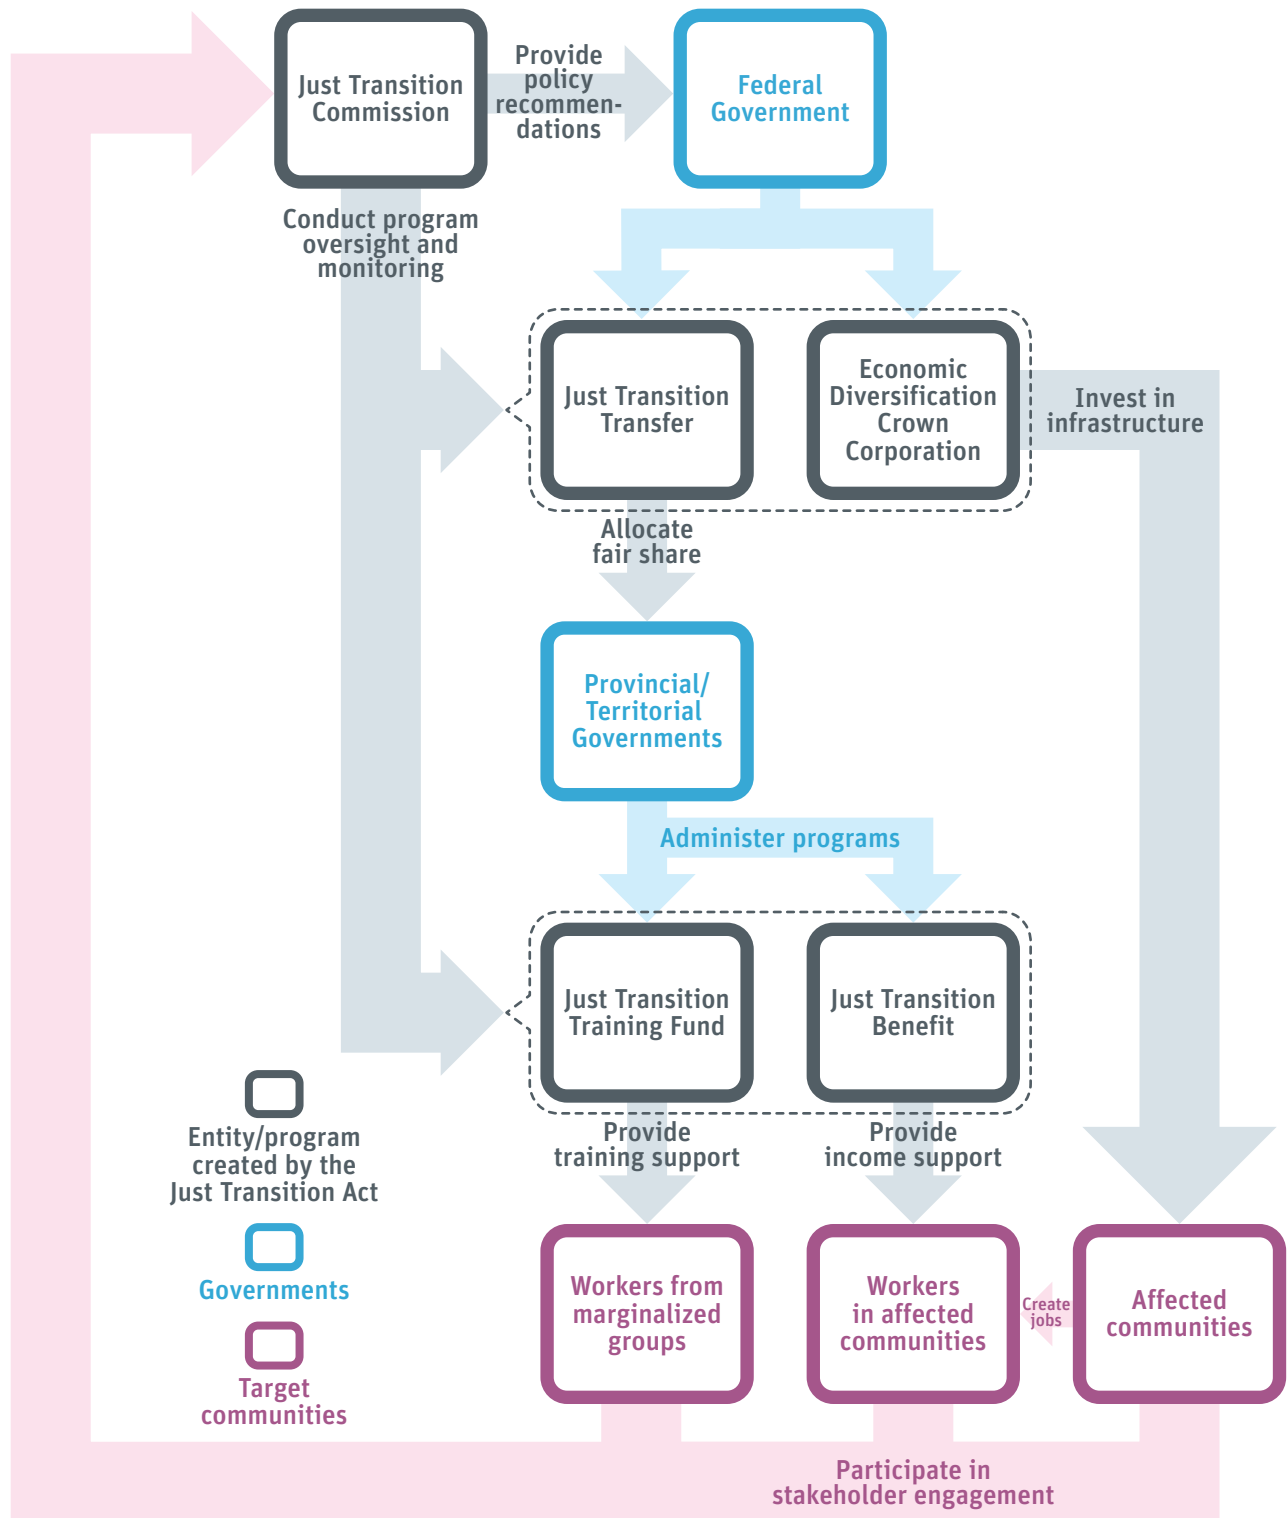 Just Transition
Commission
Provide
policy
recommen-
dations
Federal
Government
Conduct program
oversight and
monitoring
Just Transition
Transfer
Economic
Diversification
Crown
Corporation
Invest in
infrastructure
Allocate
fair share
Provincial/
Territorial
Governments
Administer programs
Just Transition
Training Fund
Just Transition
Benefit
Entity/program
created by the
Just Transition Act
Governments
Target
communities
Provide
training support
Provide
income support
Workers from
marginalized
groups
Workers
in affected
communities
Create
jobs
Affected
communities
Participate in
stakeholder engagement